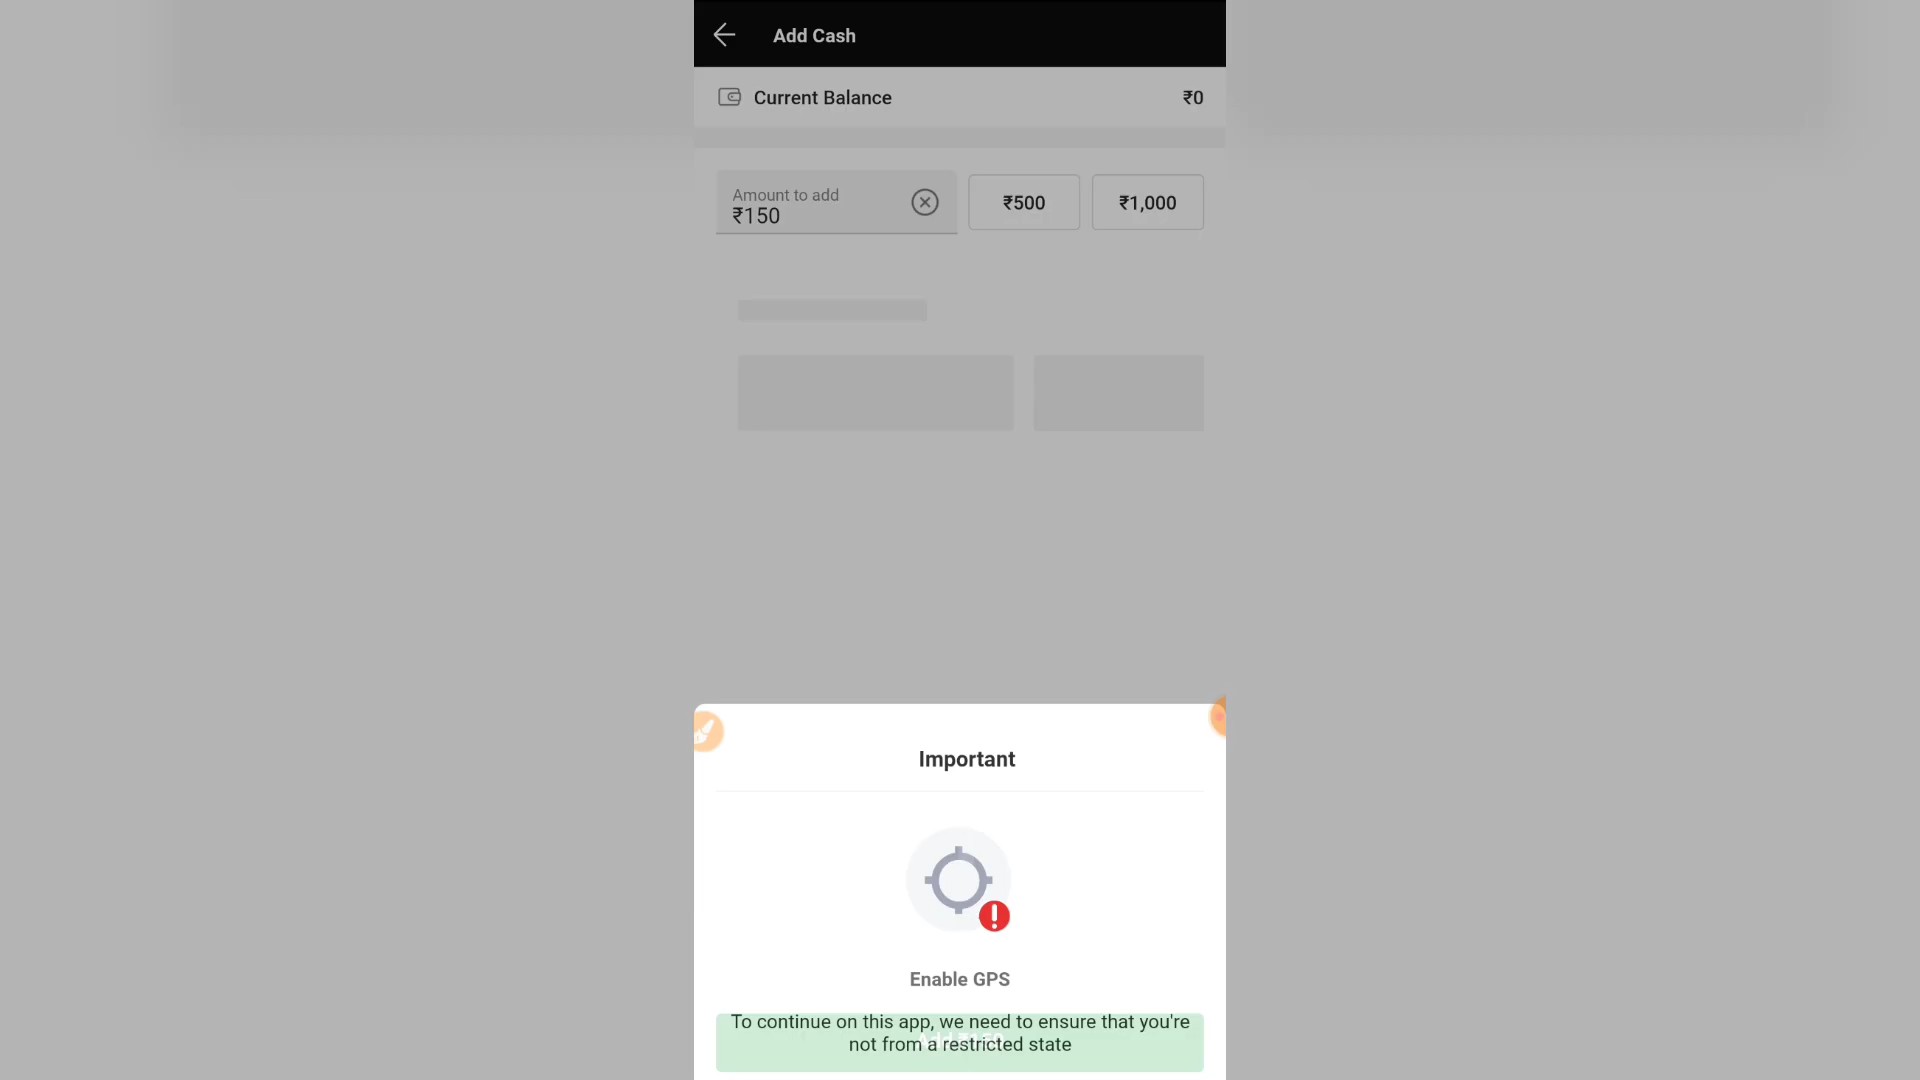 Add Cash
Current Balance
₹0
Amount to add
₹150
₹500
₹1,000
Important
Enable GPS
To continue on this app, we need to ensure that you're
not from a restricted state